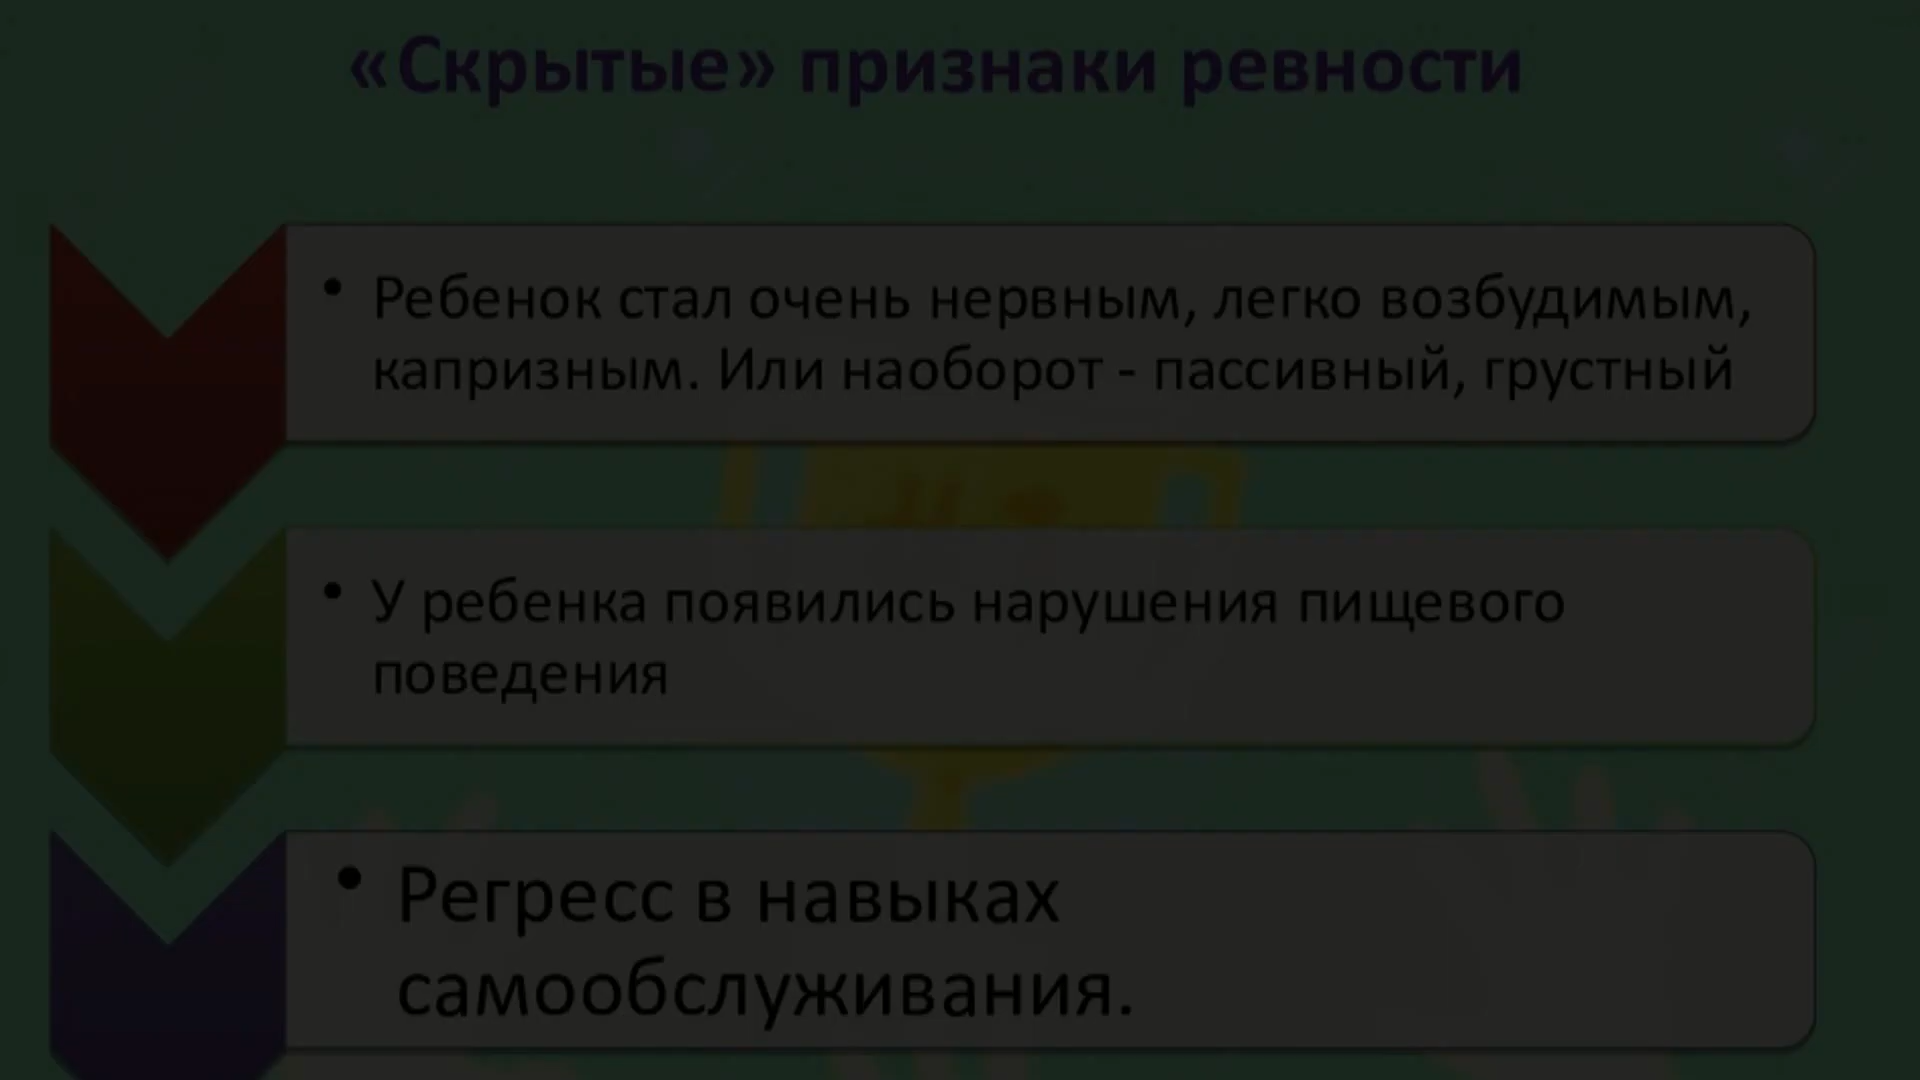 «Скрытые» признаки ревности
• Ребенок стал очень нервным, легко возбудимым,
капризным. Или наоборот - пассивный, грустный
• У ребенка появились нарушения пищевого
поведения
• Регресс в навыках
самообслуживания.